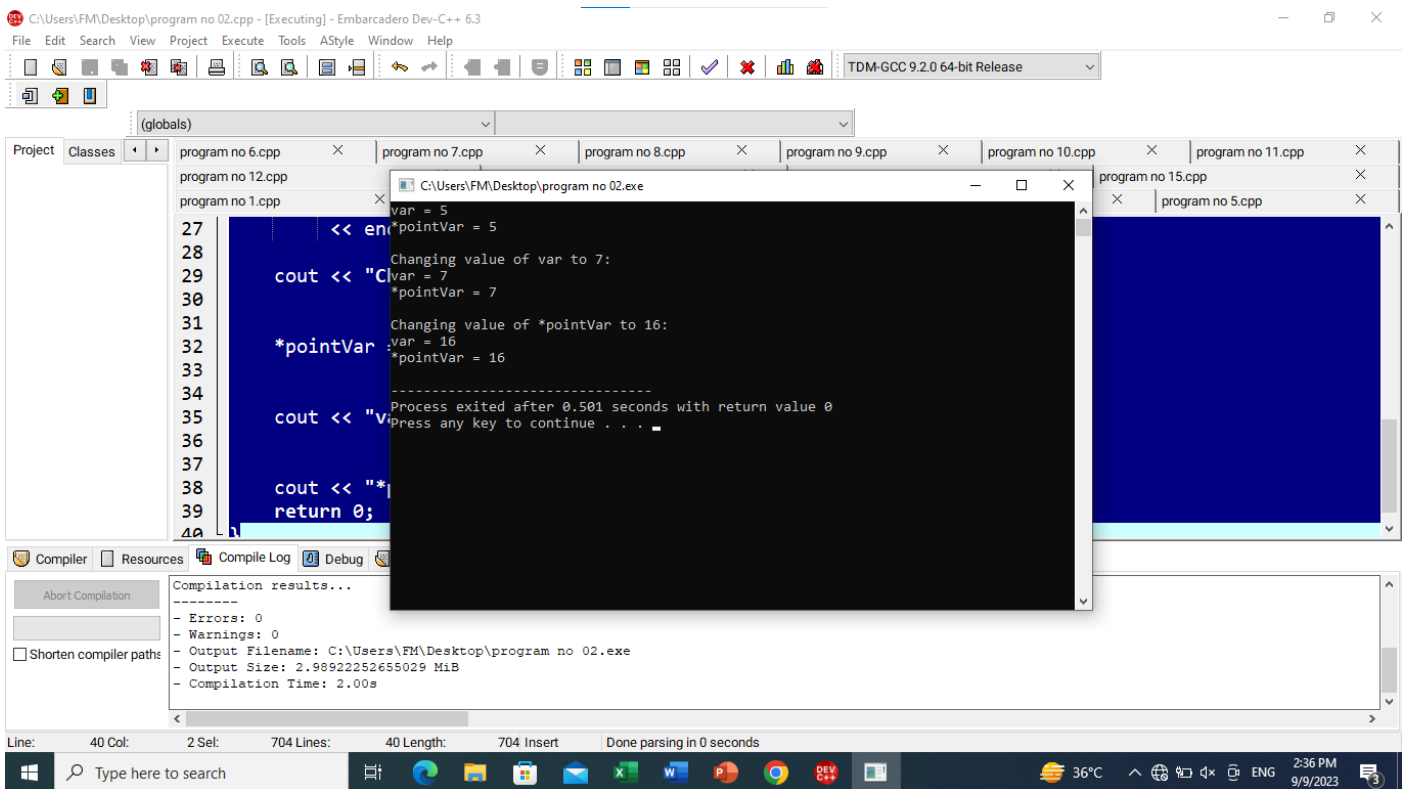 C:\Users\FM\Desktop\program no 02.cpp - [Executing] - Embarcadero Dev-C++ 6.3
File Edit Search View Project Execute Tools AStyle Window Help
TDM-GCC 9.2.0 64-bit Release
(globals)
Project Classes
program no 6.cpp program no 7.cpp program no 8.cpp program no 9.cpp program no 10.cpp program no 11.cpp
program no 12.cpp program no 15.cpp
program no 1.cpp program no 5.cpp
C:\Users\FM\Desktop\program no 02.exe
var = 5
*pointVar = 5
Changing value of var to 7:
var = 7
*pointVar = 7
Changing value of *pointVar to 16:
var = 16
*pointVar = 16
--------------------------------
Process exited after 0.501 seconds with return value 0
Press any key to continue . . .
27 <<
28
29 cout <<
30
31
32 *pointVar
33
34
35 cout <<
36
37
38 cout <<
39 return 0;
40 }
Compiler Resources Compile Log Debug
Abort Compilation
Shorten compiler paths
Compilation results...
--------
- Errors: 0
- Warnings: 0
- Output Filename: C:\Users\FM\Desktop\program no 02.exe
- Output Size: 2.98922252655029 MiB
- Compilation Time: 2.00s
Line: 40 Col: 2 Sel: 704 Lines: 40 Length: 704 Insert Done parsing in 0 seconds
Type here to search
36°C ENG 2:36 PM
9/9/2023
3